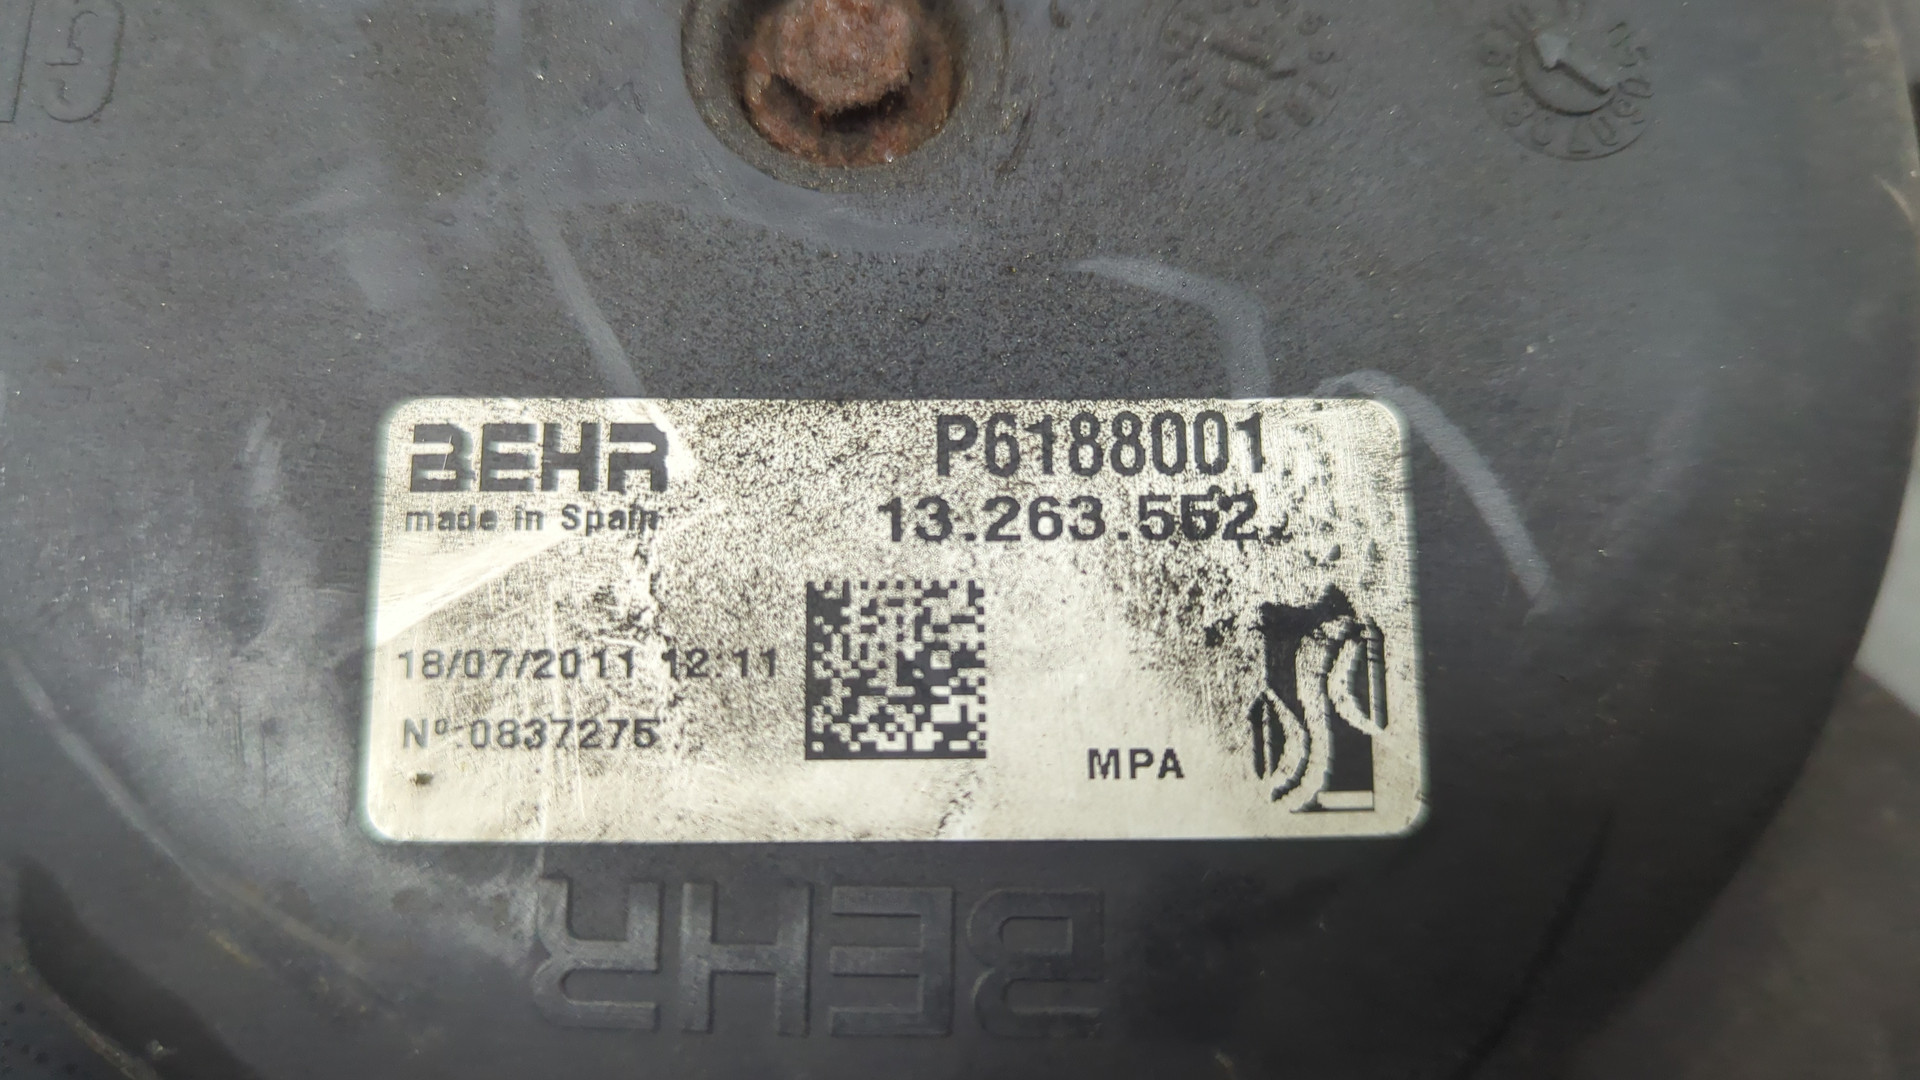 BEHR
P6188001
made in Spain
13.263.552
18/07/2011 12:11
Nº:0837275
MPA
BEHR